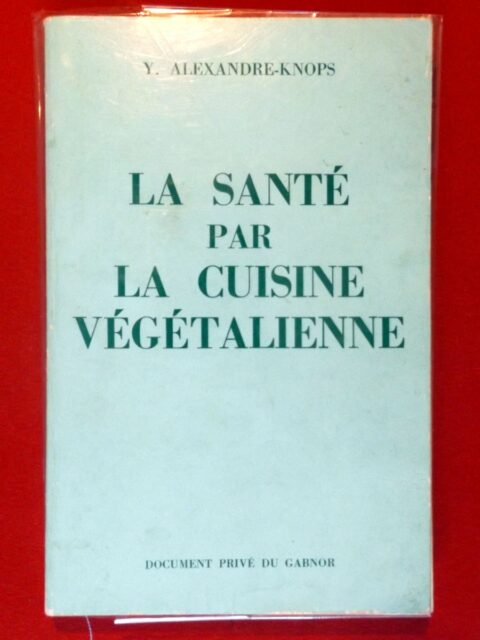 Y. ALEXANDRE-KNOPS
LA SANTÉ
PAR
LA CUISINE
VÉGÉTALIENNE
DOCUMENT PRIVÉ DU GABNOR